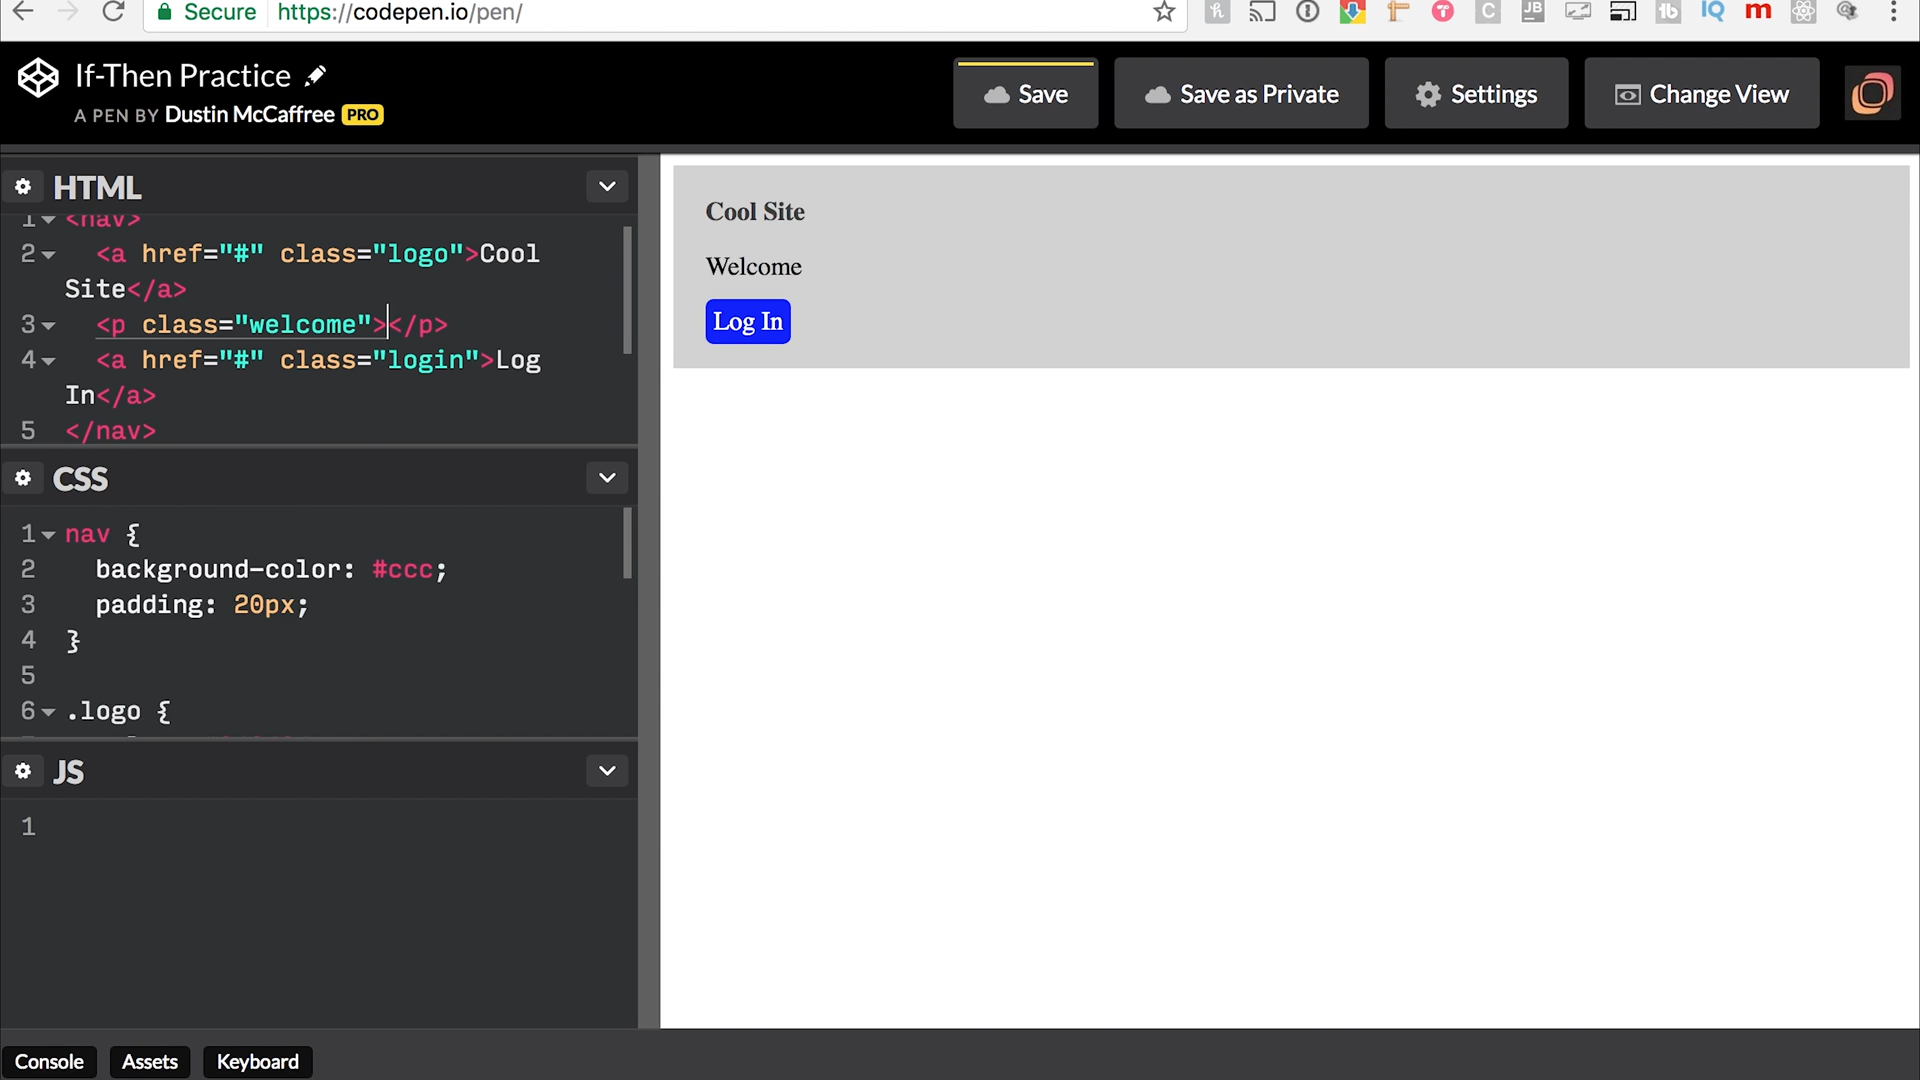 Secure https://codepen.io/pen/
If-Then Practice
A PEN BY Dustin McCaffree PRO
Save
Save as Private
Settings
Change View
HTML
1 <nav>
2 <a href="#" class="logo">Cool
Site</a>
3 <p class="welcome"></p>
4 <a href="#" class="login">Log
In</a>
5 </nav>
CSS
1 nav {
2 background-color: #ccc;
3 padding: 20px;
4 }
5
6 .logo {
JS
1
Cool Site
Welcome
Log In
Console Assets Keyboard